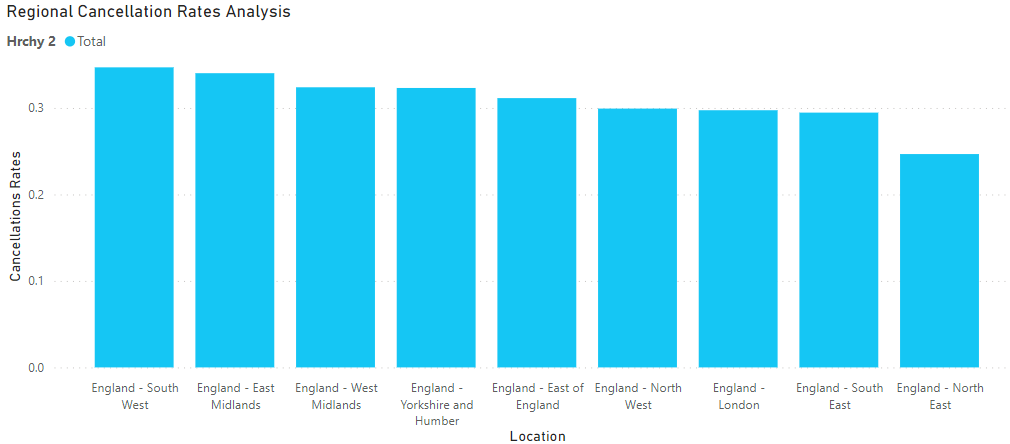 Regional Cancellation Rates Analysis
Hrchy 2 Total
Cancellations Rates
0.3
0.2
0.1
0.0
England - South
West
England - East
Midlands
England - West
Midlands
England -
Yorkshire and
Humber
England - East of
England
England - North
West
England -
London
England - South
East
England - North
East
Location